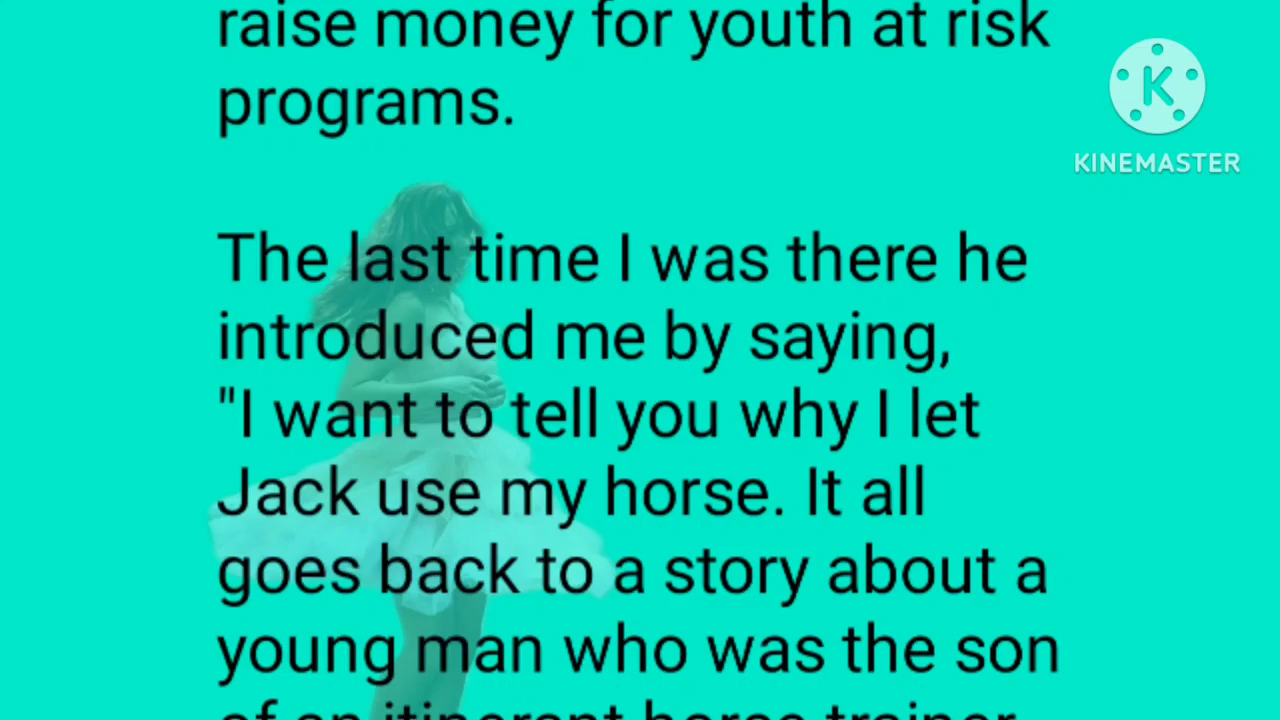 raise money for youth at risk
programs.
The last time I was there he
introduced me by saying,
"I want to tell you why I let
Jack use my horse. It all
goes back to a story about a
young man who was the son
of an itinerant horse trainer
K
KINEMASTER